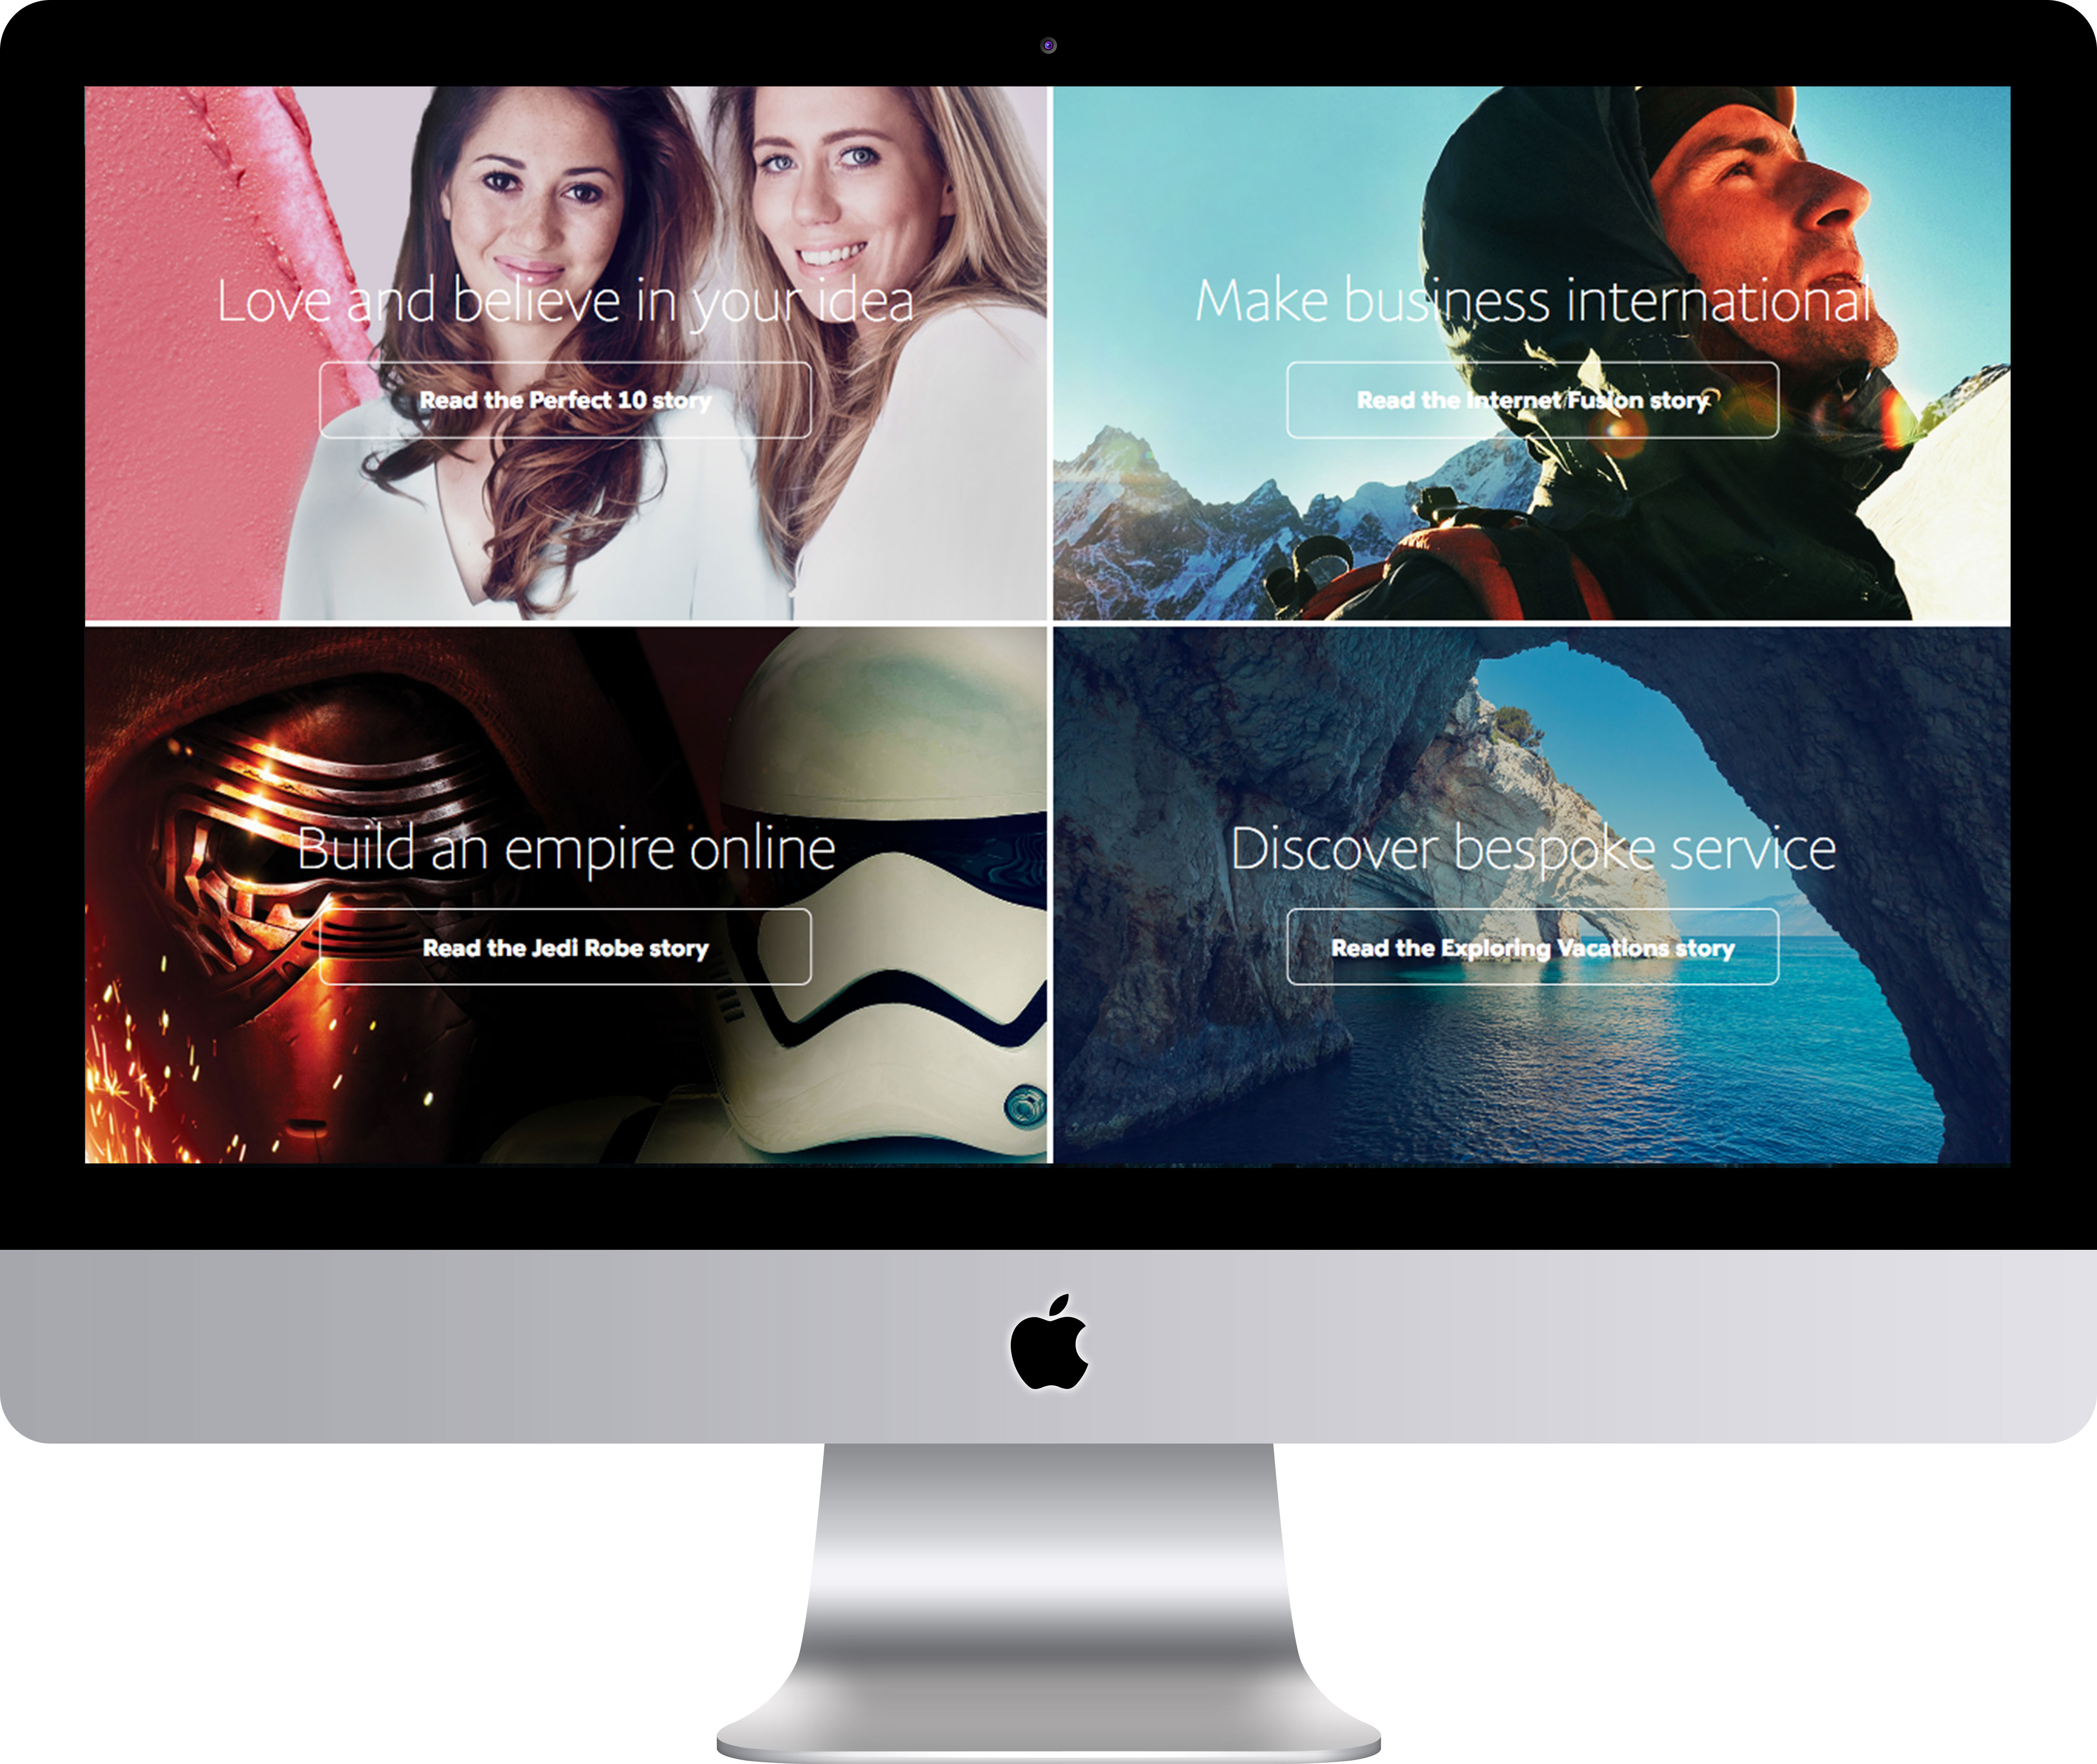 Love and believe in your idea
Read the Perfect 10 story
Make business international
Read the Internet Fusion story
Build an empire online
Read the Jedi Robe story
Discover bespoke service
Read the Exploring Vacations story